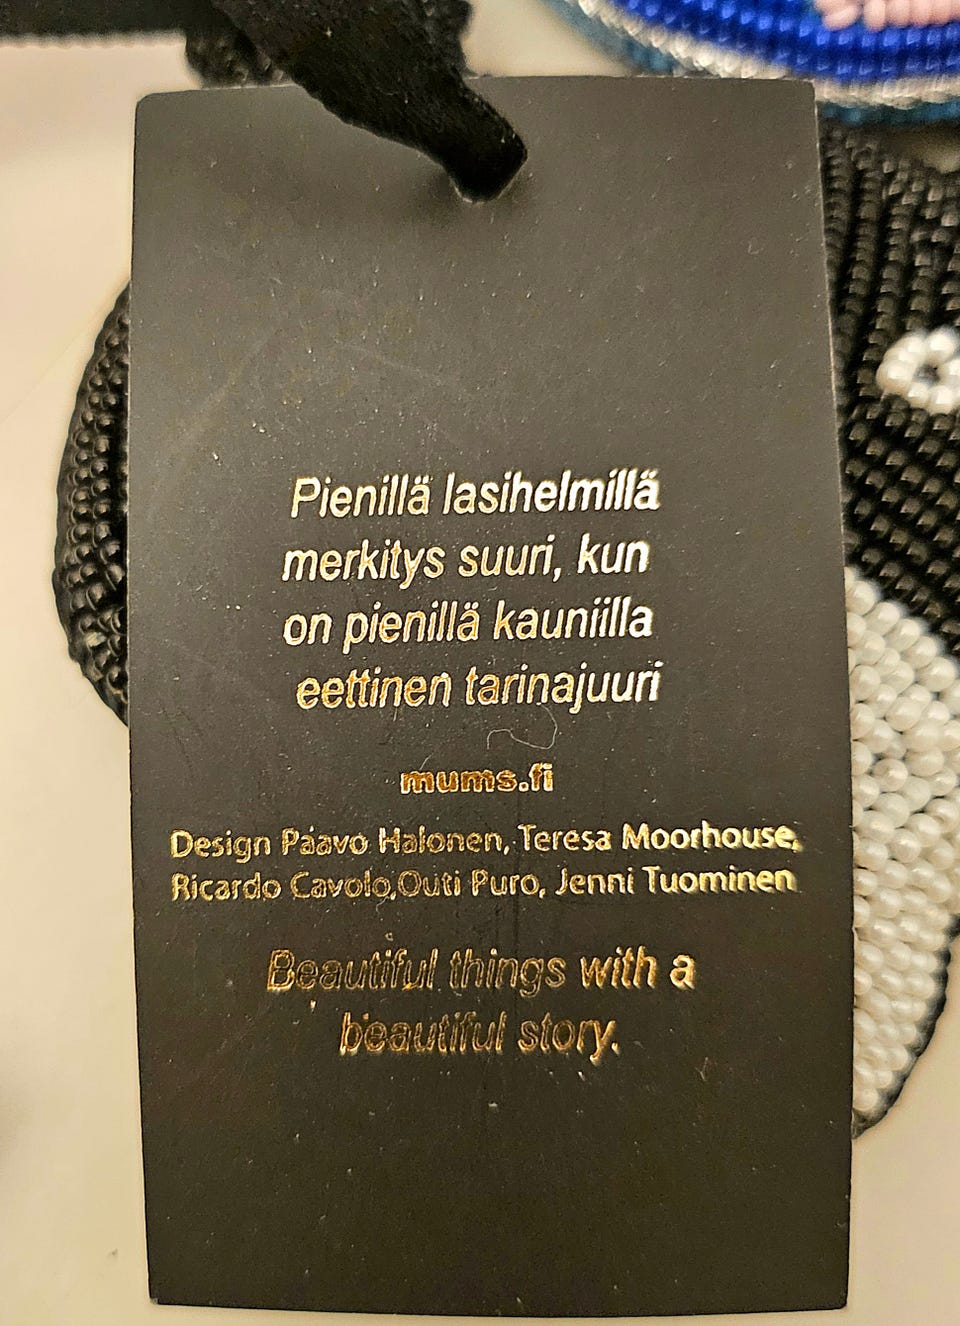 Pienillä lasihelmillä
merkitys suuri, kun
on pienillä kauniilla
eettinen tarinajuuri
mums.fi
Design Paavo Halonen, Teresa Moorhouse,
Ricardo Cavolo,Outi Puro, Jenni Tuominen
Beautiful things with a
beautiful story.